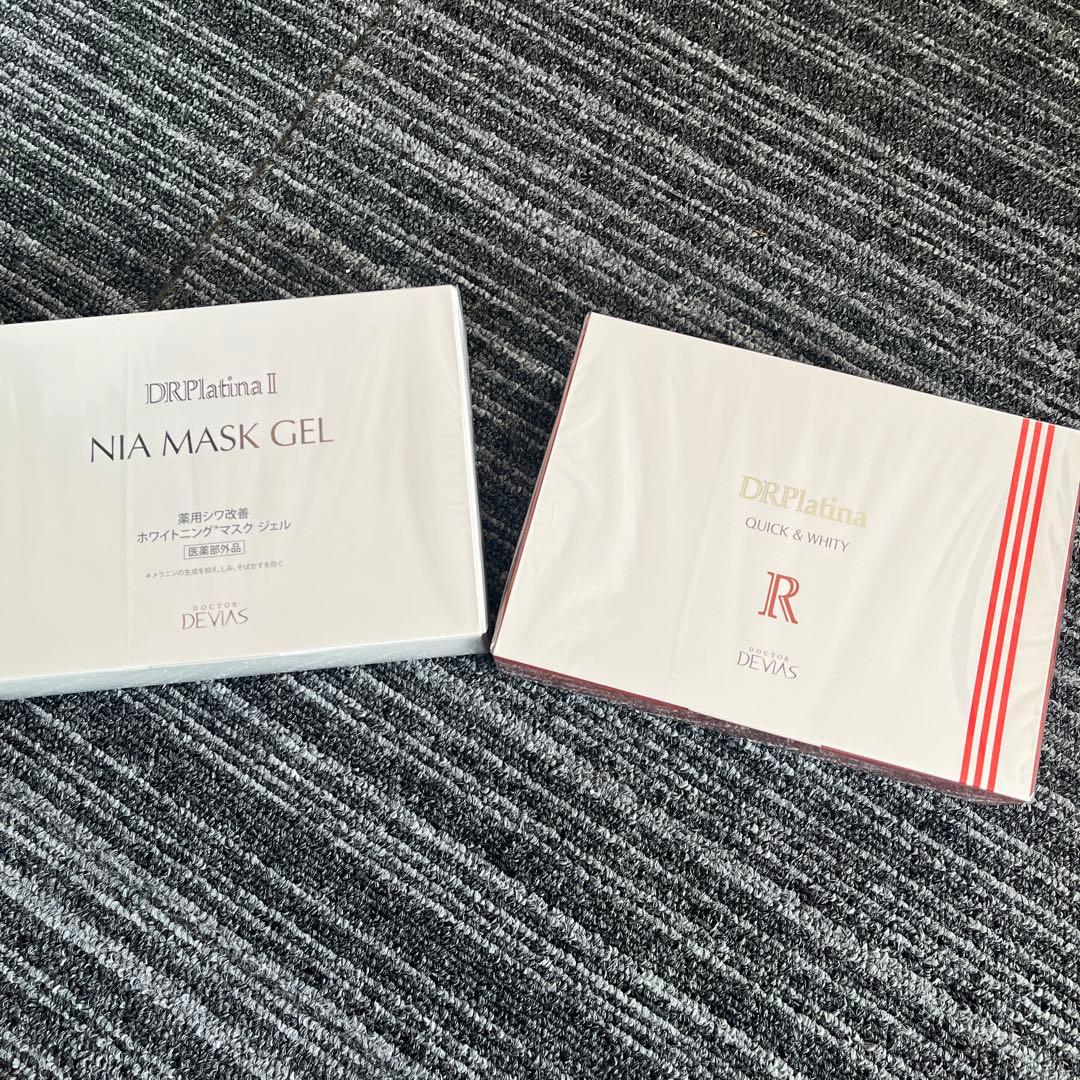 DRPlatina II
NIA MASK GEL
薬用シワ改善
ホワイトニング*マスク ジェル
医薬部外品
*メラニンの生成を抑え、しみ、そばかすを防ぐ
DOCTOR
DEVIAS
DRPlatina
QUICK & WHITY
R
DOCTOR
DEVIAS